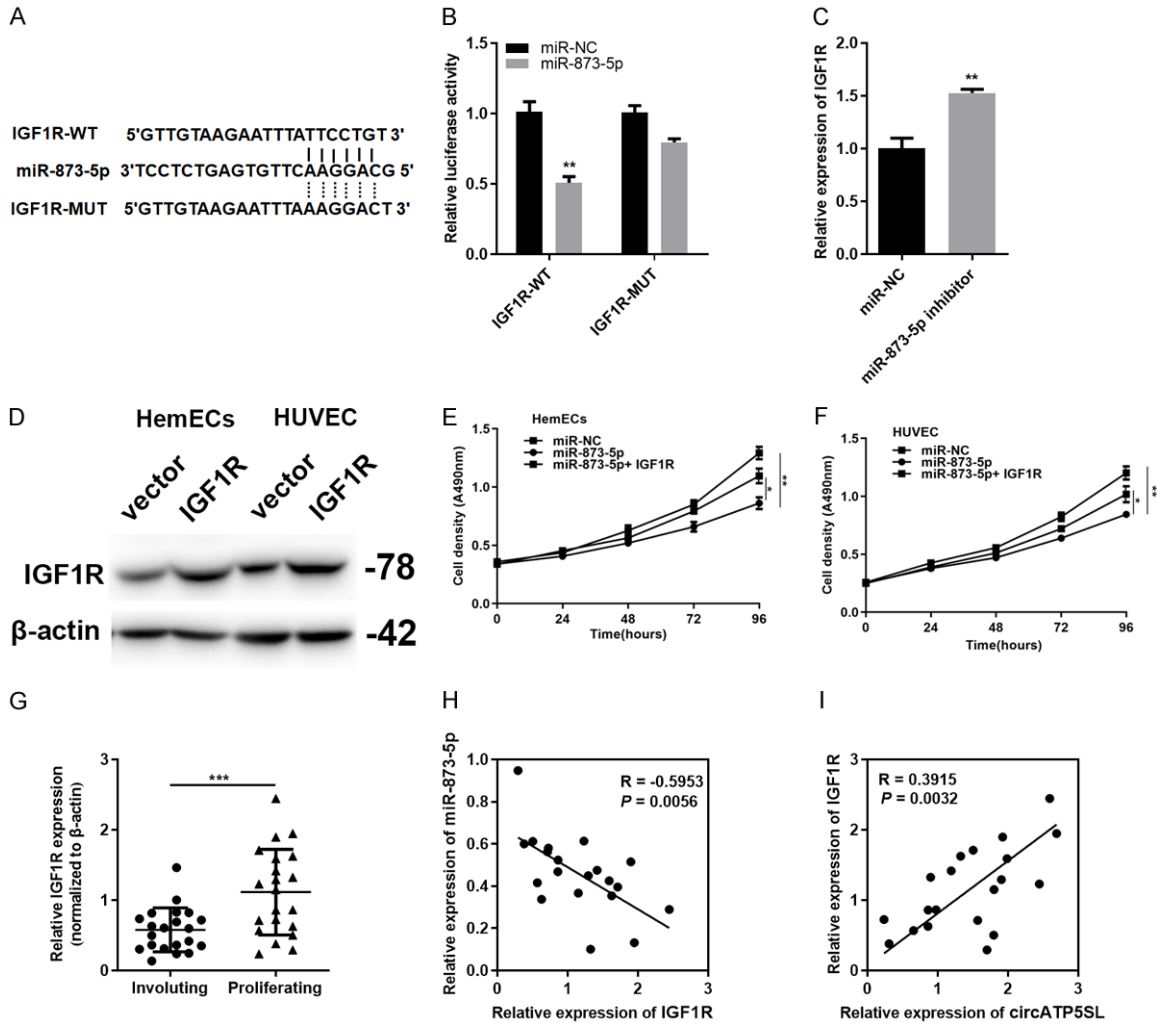 A
IGF1R-WT 5'GTTGTAAGAATTTATTCCTGT 3'
miR-873-5p 3'TCCTCTGAGTGTTCAAGGACG 5'
IGF1R-MUT 5'GTTGTAAGAATTTAAAGGACT 3'
B
Relative luciferase activity
1.5
1.0
0.5
0.0
miR-NC
miR-873-5p
**
IGF1R-WT
IGF1R-MUT
C
Relative expression of IGF1R
2.0
1.5
1.0
0.5
0.0
**
miR-NC
miR-873-5p inhibitor
D
HemECs HUVEC
vector IGF1R vector IGF1R
IGF1R -78
β-actin -42
E
HemECs
miR-NC
miR-873-5p
miR-873-5p+ IGF1R
Cell density (A490nm)
1.5
1.0
0.5
0.0
* **
0 24 48 72 96
Time(hours)
F
HUVEC
miR-NC
miR-873-5p
miR-873-5p+ IGF1R
Cell density (A490nm)
1.5
1.0
0.5
0.0
* **
0 24 48 72 96
Time(hours)
G
Relative IGF1R expression
(normalized to β-actin)
3
2
1
0
***
Involuting Proliferating
H
Relative expression of miR-873-5p
1.0
0.8
0.6
0.4
0.2
0.0
R = -0.5953
P = 0.0056
0 1 2 3
Relative expression of IGF1R
I
Relative expression of IGF1R
3
2
1
0
R = 0.3915
P = 0.0032
0 1 2 3
Relative expression of circATP5SL